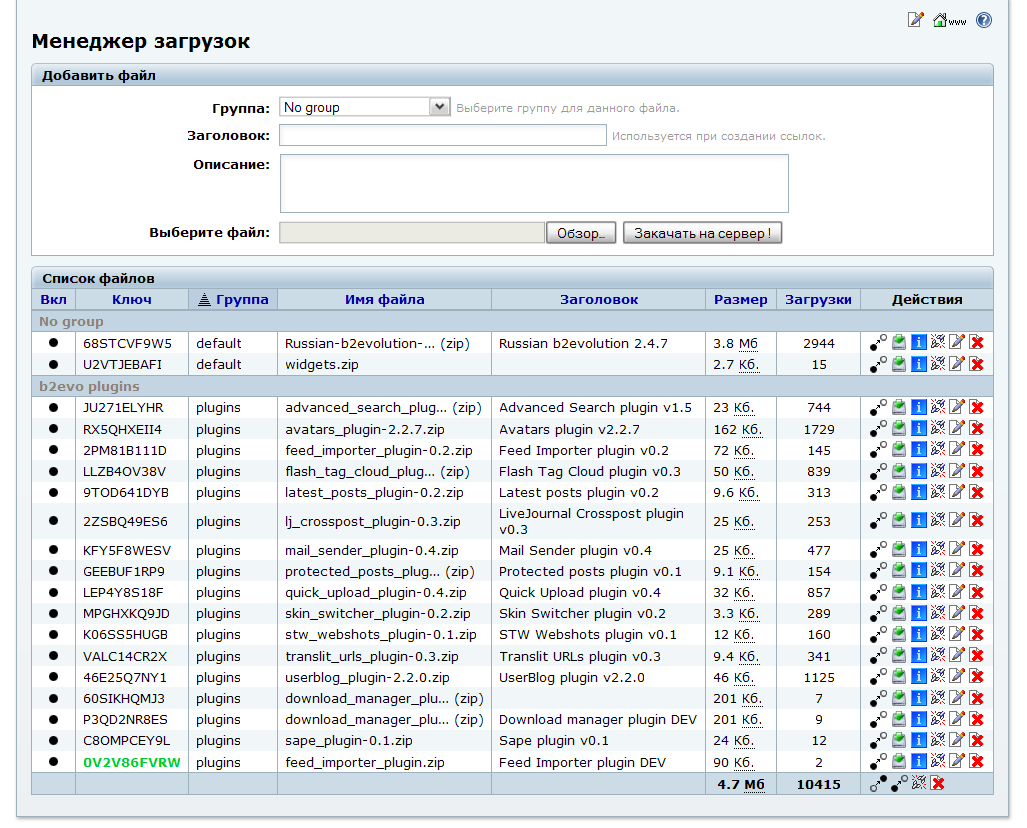 www
Менеджер загрузок
Добавить файл
Группа: No group Выберите группу для данного файла.
Заголовок: Используется при создании ссылок.
Описание:
Выберите файл: Обзор... Закачать на сервер !
Список файлов
Вкл Ключ Группа Имя файла Заголовок Размер Загрузки Действия
No group
68STCVF9W5 default Russian-b2evolution-... (zip) Russian b2evolution 2.4.7 3.8 Мб 2944
U2VTJEBAFI default widgets.zip 2.7 Кб. 15
b2evo plugins
JU271ELYHR plugins advanced_search_plug... (zip) Advanced Search plugin v1.5 23 Кб. 744
RX5QHXEII4 plugins avatars_plugin-2.2.7.zip Avatars plugin v2.2.7 162 Кб. 1729
2PM81B111D plugins feed_importer_plugin-0.2.zip Feed Importer plugin v0.2 72 Кб. 145
LLZB4OV38V plugins flash_tag_cloud_plug... (zip) Flash Tag Cloud plugin v0.3 50 Кб. 839
9TOD641DYB plugins latest_posts_plugin-0.2.zip Latest posts plugin v0.2 9.6 Кб. 313
2ZSBQ49ES6 plugins lj_crosspost_plugin-0.3.zip LiveJournal Crosspost plugin v0.3 25 Кб. 253
KFY5F8WESV plugins mail_sender_plugin-0.4.zip Mail Sender plugin v0.4 25 Кб. 477
GEEBUF1RP9 plugins protected_posts_plug... (zip) Protected posts plugin v0.1 9.1 Кб. 154
LEP4Y8S18F plugins quick_upload_plugin-0.4.zip Quick Upload plugin v0.4 32 Кб. 857
MPGHXKQ9JD plugins skin_switcher_plugin-0.2.zip Skin Switcher plugin v0.2 3.3 Кб. 289
K06SS5HUGB plugins stw_webshots_plugin-0.1.zip STW Webshots plugin v0.1 12 Кб. 160
VALC14CR2X plugins translit_urls_plugin-0.3.zip Translit URLs plugin v0.3 9.4 Кб. 341
46E25Q7NY1 plugins userblog_plugin-2.2.0.zip UserBlog plugin v2.2.0 46 Кб. 1125
60SIKHQMJ3 plugins download_manager_plu... (zip) 201 Кб. 7
P3QD2NR8ES plugins download_manager_plu... (zip) Download manager plugin DEV 201 Кб. 9
C8OMPCEY9L plugins sape_plugin-0.1.zip Sape plugin v0.1 24 Кб. 12
0V2V86FVRW plugins feed_importer_plugin.zip Feed Importer plugin DEV 90 Кб. 2
4.7 Мб 10415